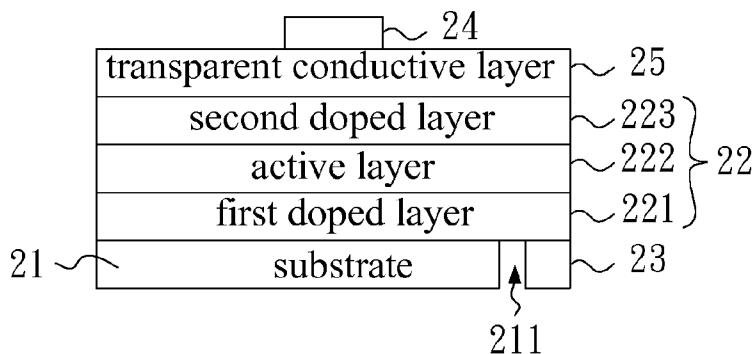 24
transparent conductive layer 25
second doped layer 223
active layer 222 22
first doped layer 221
21 substrate 23
211